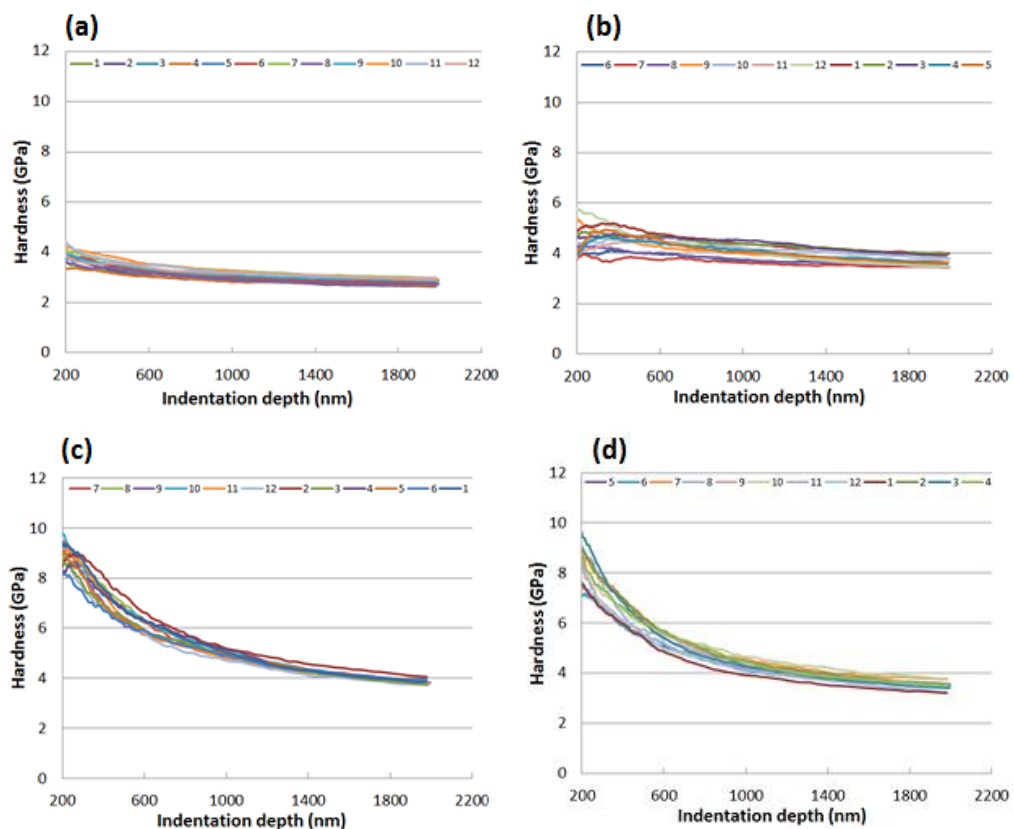 (a)
12
1 2 3 4 5 6 7 8 9 10 11 12
10
8
6
4
2
0
Hardness (GPa)
200 600 1000 1400 1800 2200
Indentation depth (nm)
(b)
12
6 7 8 9 10 11 12 1 2 3 4 5
10
8
6
4
2
0
Hardness (GPa)
200 600 1000 1400 1800 2200
Indentation depth (nm)
(c)
12
7 8 9 10 11 12 2 3 4 5 6 1
10
8
6
4
2
0
Hardness (GPa)
200 600 1000 1400 1800 2200
Indentation depth (nm)
(d)
12
5 6 7 8 9 10 11 12 1 2 3 4
10
8
6
4
2
0
Hardness (GPa)
200 600 1000 1400 1800 2200
Indentation depth (nm)